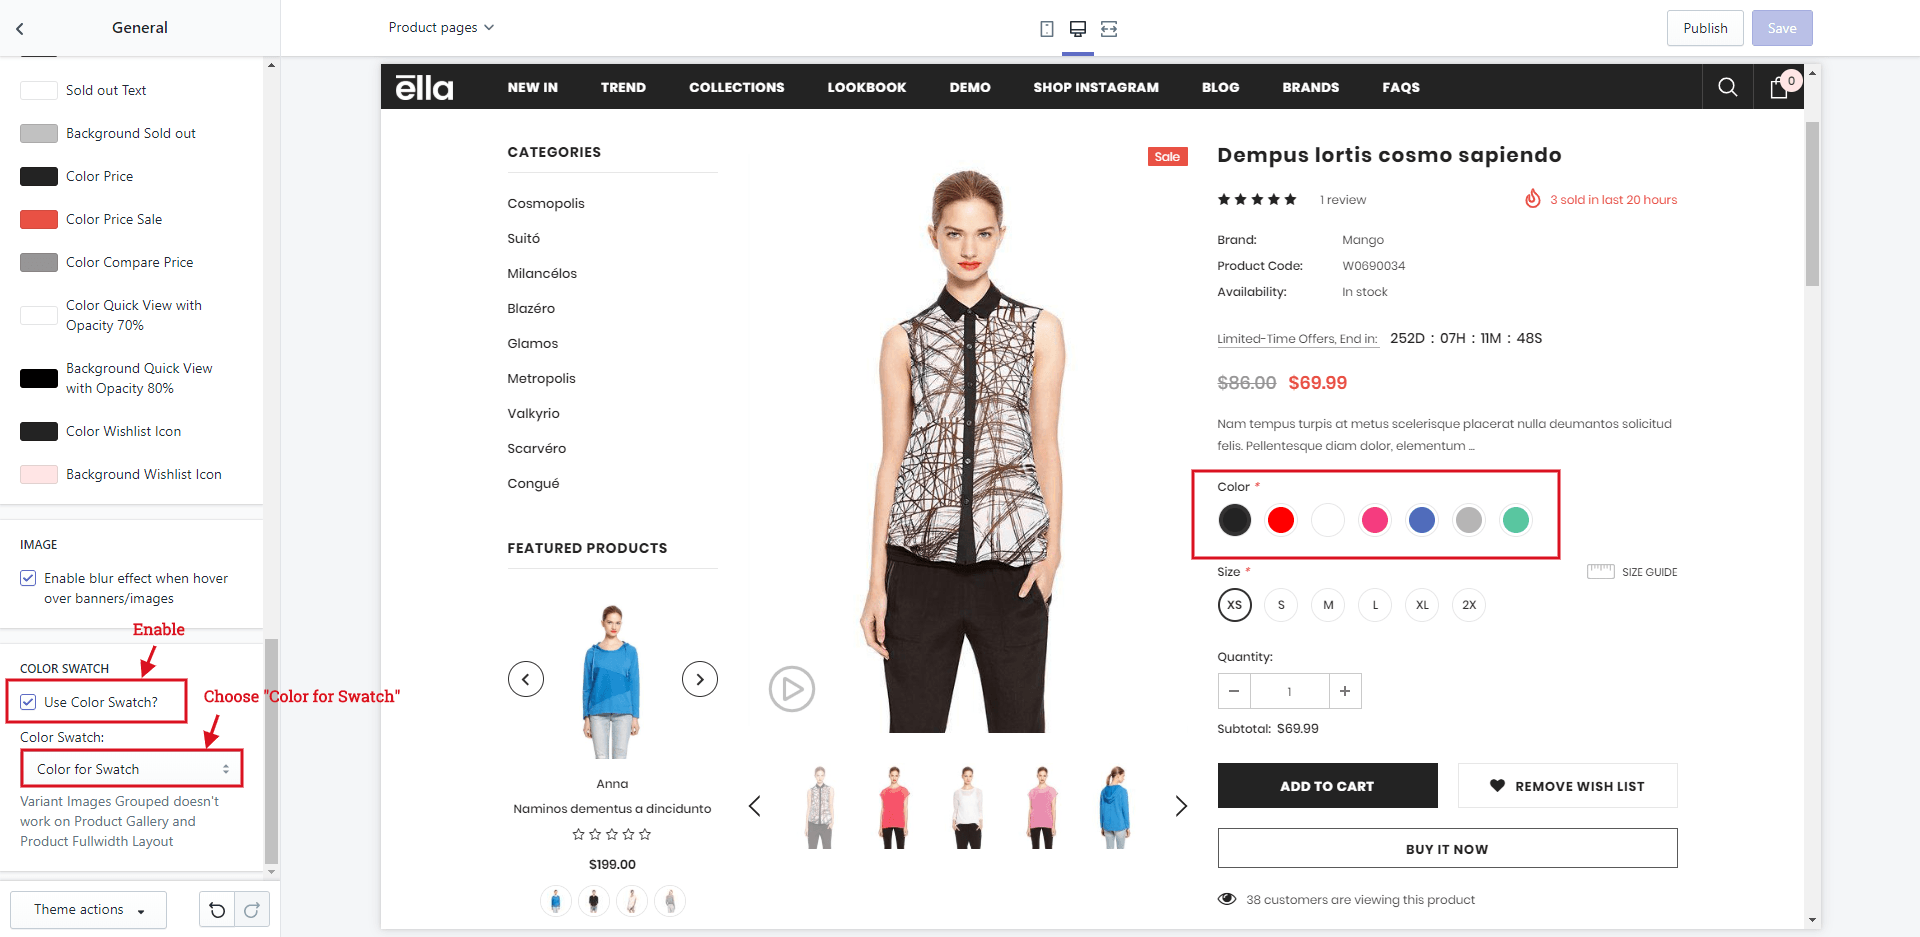 General
Product pages
Publish
Save
Sold out Text
Background Sold out
Color Price
Color Price Sale
Color Compare Price
Color Quick View with
Opacity 70%
Background Quick View
with Opacity 80%
Color Wishlist Icon
Background Wishlist Icon
IMAGE
Enable blur effect when hover
over banners/images
Enable
COLOR SWATCH
Use Color Swatch?
Choose "Color for Swatch"
Color Swatch:
Color for Swatch
Variant Images Grouped doesn't
work on Product Gallery and
Product Fullwidth Layout
Theme actions
ēlla
NEW IN
TREND
COLLECTIONS
LOOKBOOK
DEMO
SHOP INSTAGRAM
BLOG
BRANDS
FAQS
0
CATEGORIES
Cosmopolis
Suitó
Milancélos
Blazéro
Glamos
Metropolis
Valkyrio
Scarvéro
Congué
FEATURED PRODUCTS
Anna
Naminos dementus a dincidunto
$199.00
Sale
Dempus lortis cosmo sapiendo
1 review
3 sold in last 20 hours
Brand: Mango
Product Code: W0690034
Availability: In stock
Limited-Time Offers, End in: 252D : 07H : 11M : 48S
$86.00 $69.99
Nam tempus turpis at metus scelerisque placerat nulla deumantos solicitud
felis. Pellentesque diam dolor, elementum ...
Color *
Size *
SIZE GUIDE
XS S M L XL 2X
Quantity:
− 1 +
Subtotal: $69.99
ADD TO CART
REMOVE WISH LIST
BUY IT NOW
38 customers are viewing this product